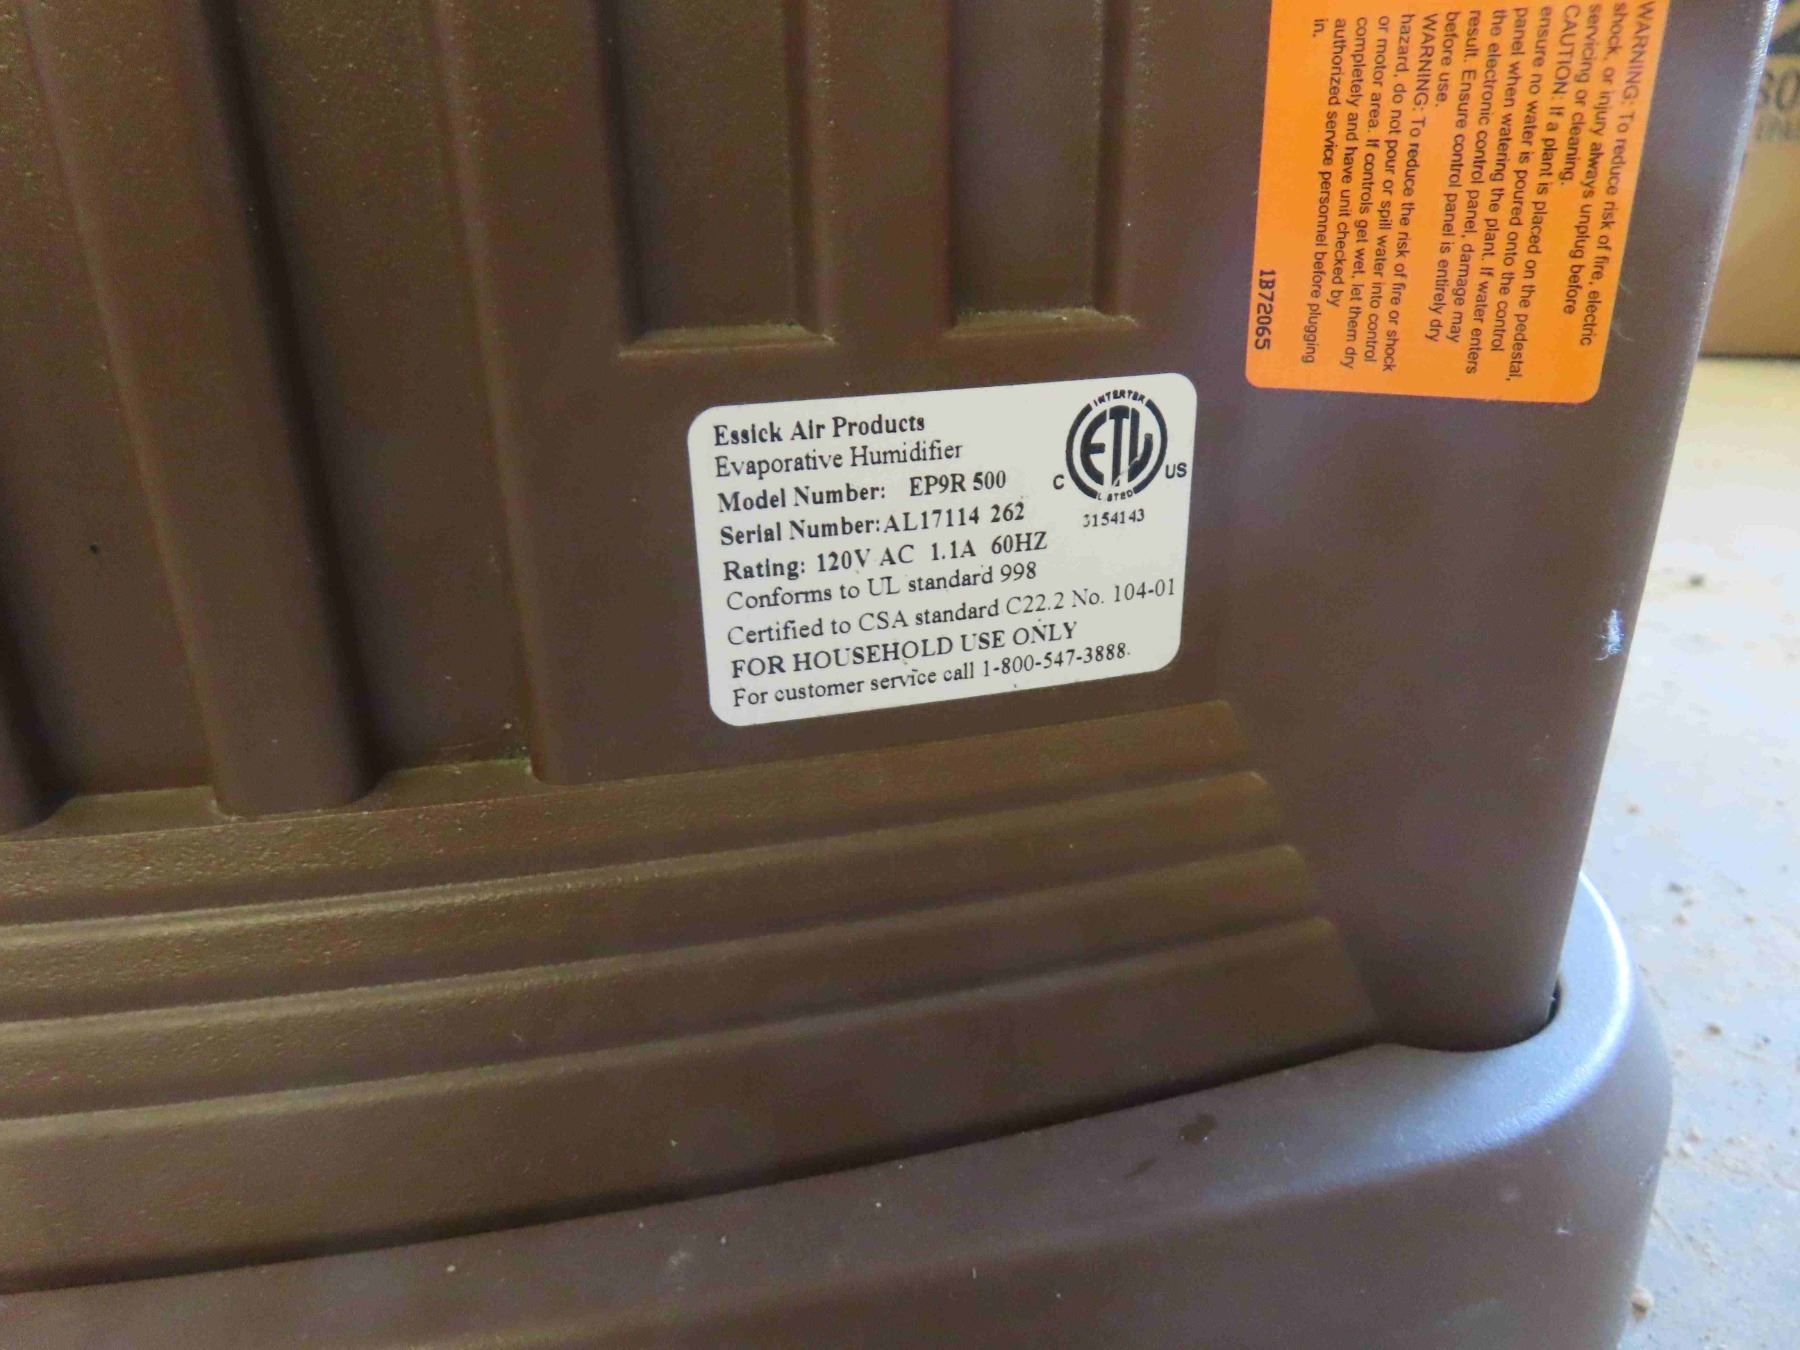 Essick Air Products
Evaporative Humidifier
Model Number: EP9R 500
Serial Number: AL17114 262
Rating: 120V AC 1.1A 60HZ
Conforms to UL standard 998
Certified to CSA standard C22.2 No. 104-01
FOR HOUSEHOLD USE ONLY
For customer service call 1-800-547-3888.
INTERTEK
ETL
LISTED
C
US
3154143
WARNING: To reduce risk of fire, electric
shock, or injury always unplug before
servicing or cleaning.
CAUTION: If a plant is placed on the pedestal,
ensure no water is poured onto the control
panel when watering the plant. If water enters
the electronic control panel, damage may
result. Ensure control panel is entirely dry
before use.
WARNING: To reduce the risk of fire or shock
hazard, do not pour or spill water into control
or motor area. If controls get wet, let them dry
completely and have unit checked by
authorized service personnel before plugging
in.
1B72065